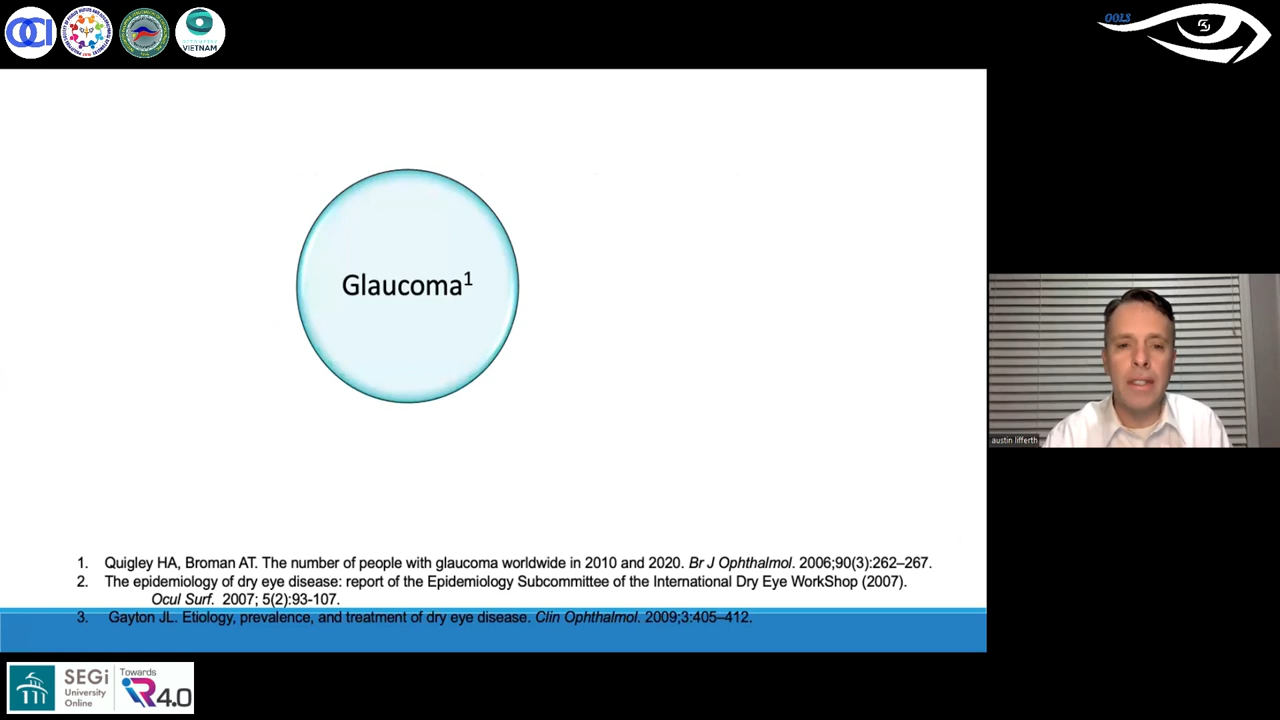 OCI
OPTOMETRY
VIETNAM
OOLS
Glaucoma¹
austin lifferth
1. Quigley HA, Broman AT. The number of people with glaucoma worldwide in 2010 and 2020. Br J Ophthalmol. 2006;90(3):262–267.
2. The epidemiology of dry eye disease: report of the Epidemiology Subcommittee of the International Dry Eye WorkShop (2007).
Ocul Surf. 2007; 5(2):93-107.
3. Gayton JL. Etiology, prevalence, and treatment of dry eye disease. Clin Ophthalmol. 2009;3:405–412.
SEGi
University
Online
Towards
iR4.0